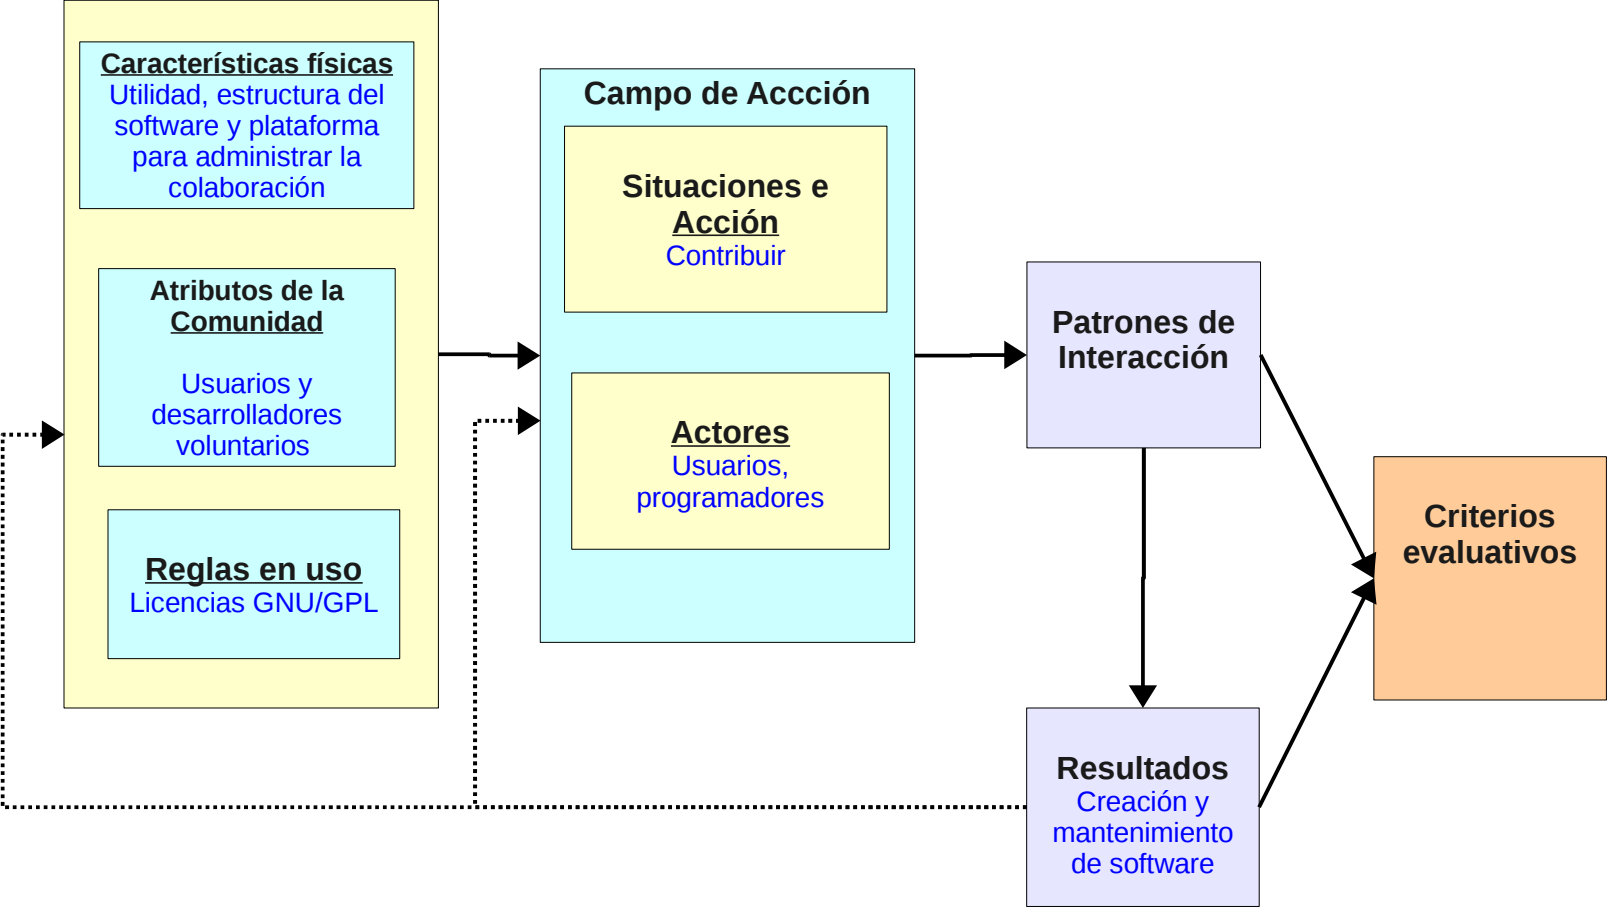 Características físicas
Utilidad, estructura del
software y plataforma
para administrar la
colaboración
Atributos de la
Comunidad
Usuarios y
desarrolladores
voluntarios
Reglas en uso
Licencias GNU/GPL
Campo de Accción
Situaciones e
Acción
Contribuir
Actores
Usuarios,
programadores
Patrones de
Interacción
Resultados
Creación y
mantenimiento
de software
Criterios
evaluativos